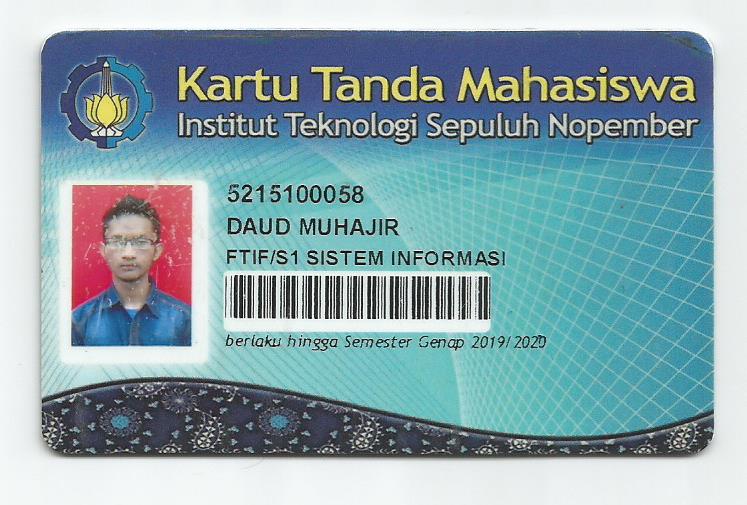 Kartu Tanda Mahasiswa
Institut Teknologi Sepuluh Nopember
5215100058
DAUD MUHAJIR
FTIF/S1 SISTEM INFORMASI
berlaku hingga Semester Genap 2019/2020